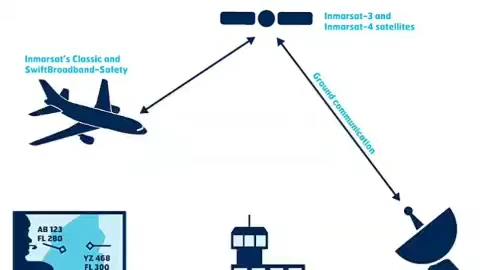 Inmarsat-3 and
Inmarsat-4 satellites
Inmarsat's Classic and
SwiftBroadband-Safety
Ground communication
AB 123
FL 280
YZ 468
FL 300